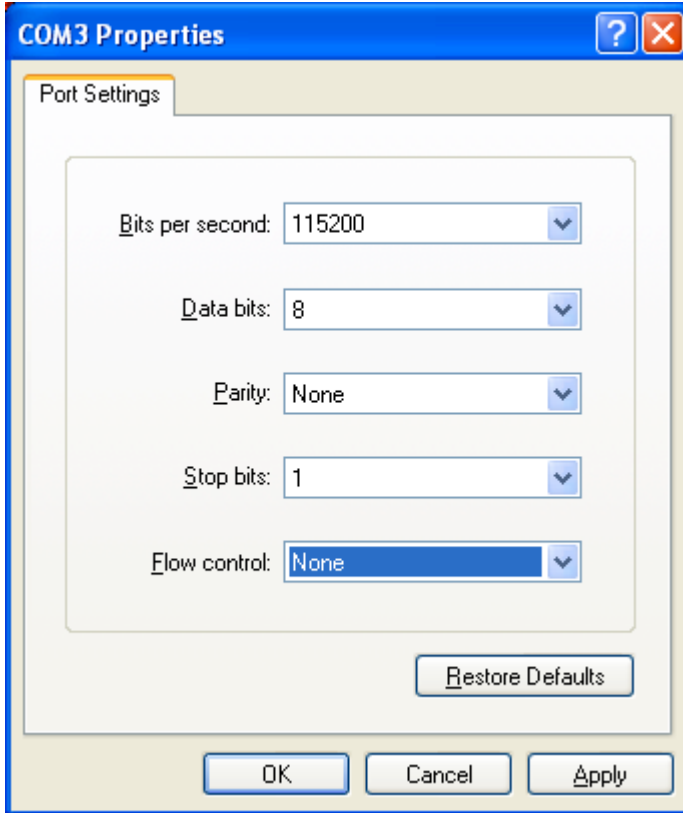 COM3 Properties
Port Settings
Bits per second: 115200
Data bits: 8
Parity: None
Stop bits: 1
Flow control: None
Restore Defaults
OK Cancel Apply